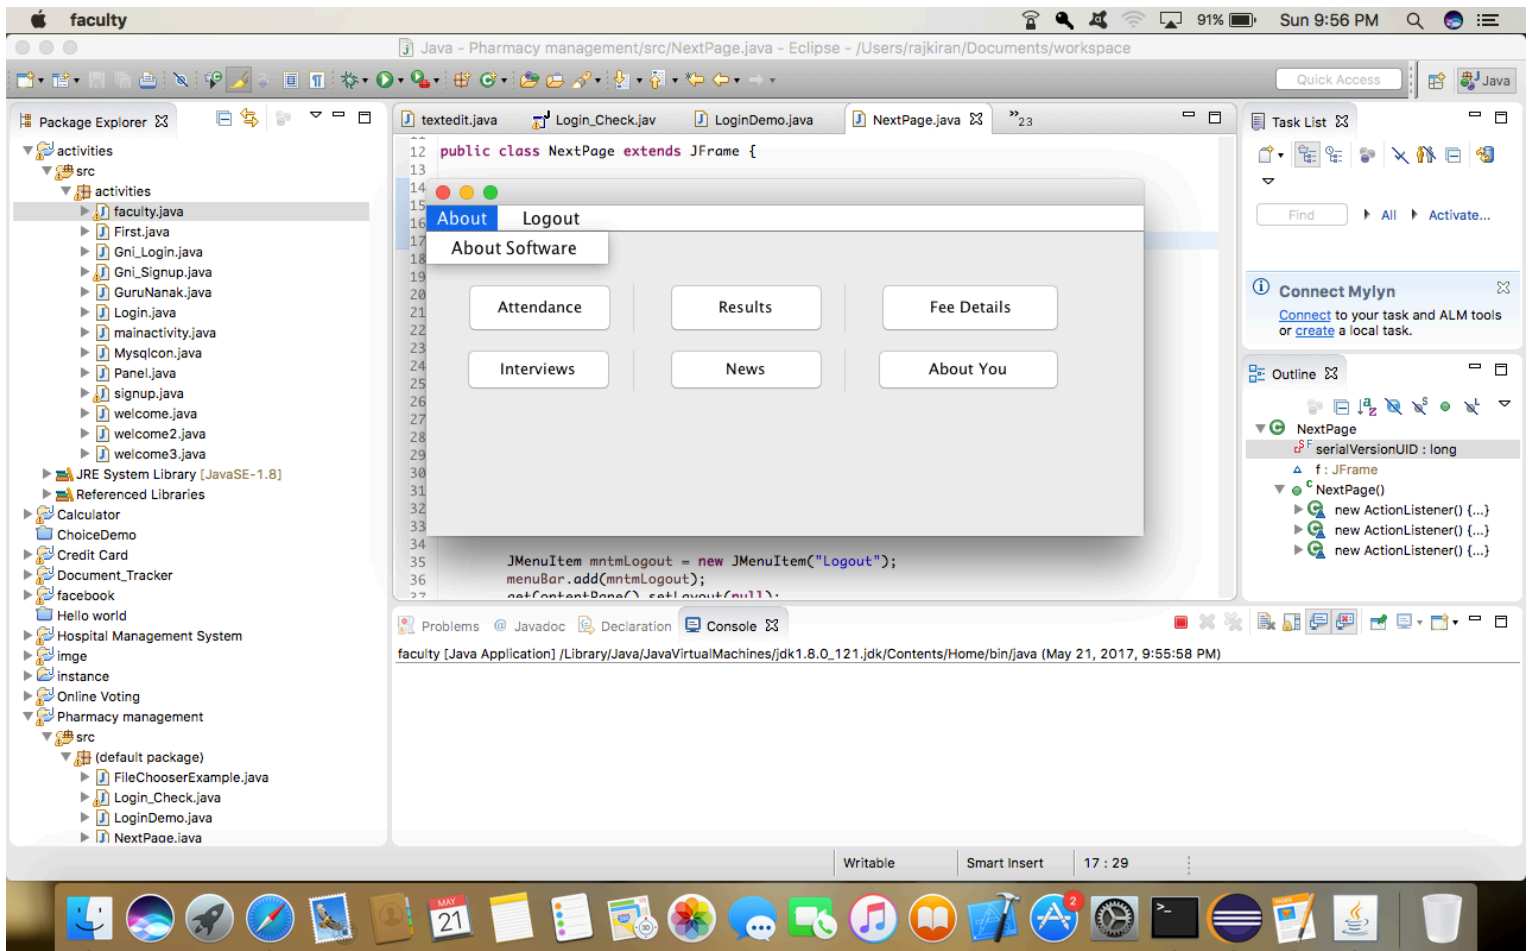 faculty
91%
Sun 9:56 PM
Java - Pharmacy management/src/NextPage.java - Eclipse - /Users/rajkiran/Documents/workspace
Quick Access
Java
Package Explorer
activities
src
activities
faculty.java
First.java
Gni_Login.java
Gni_Signup.java
GuruNanak.java
Login.java
mainactivity.java
Mysqlcon.java
Panel.java
signup.java
welcome.java
welcome2.java
welcome3.java
JRE System Library [JavaSE-1.8]
Referenced Libraries
Calculator
ChoiceDemo
Credit Card
Document_Tracker
facebook
Hello world
Hospital Management System
imge
instance
Online Voting
Pharmacy management
src
(default package)
FileChooserExample.java
Login_Check.java
LoginDemo.java
NextPage.java
textedit.java
Login_Check.jav
LoginDemo.java
NextPage.java
23
12 public class NextPage extends JFrame {
13
14
15
16
17
18
19
20
21
22
23
24
25
26
27
28
29
30
31
32
33
34
35 JMenuItem mntmLogout = new JMenuItem("Logout");
36 menuBar.add(mntmLogout);
37 getContentPane().setLayout(null);
About Logout
About Software
Attendance Results Fee Details
Interviews News About You
Task List
Find
All
Activate...
Connect Mylyn
Connect to your task and ALM tools
or create a local task.
Outline
NextPage
serialVersionUID : long
f : JFrame
NextPage()
new ActionListener() {...}
new ActionListener() {...}
new ActionListener() {...}
Problems
Javadoc
Declaration
Console
faculty [Java Application] /Library/Java/JavaVirtualMachines/jdk1.8.0_121.jdk/Contents/Home/bin/java (May 21, 2017, 9:55:58 PM)
Writable
Smart Insert
17 : 29
MAY
21
2